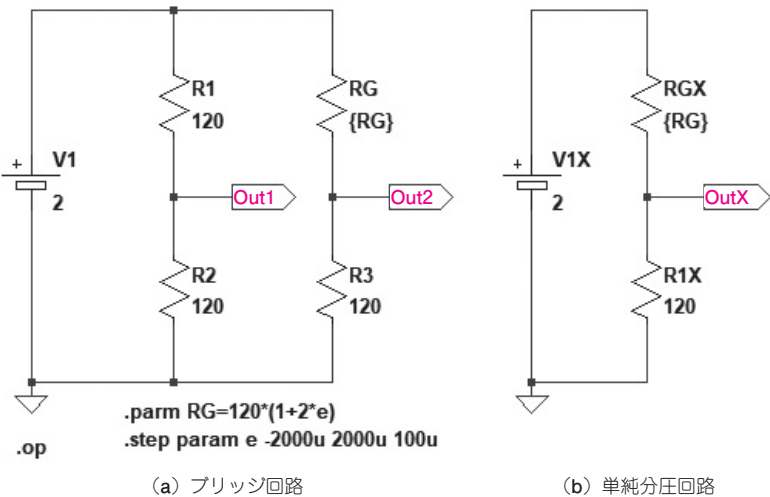 R1
120
RG
{RG}
RGX
{RG}
+
V1
2
+
V1X
2
Out1
Out2
OutX
R2
120
R3
120
R1X
120
.parm RG=120*(1+2*e)
.op
.step param e -2000u 2000u 100u
(a) ブリッジ回路
(b) 単純分圧回路